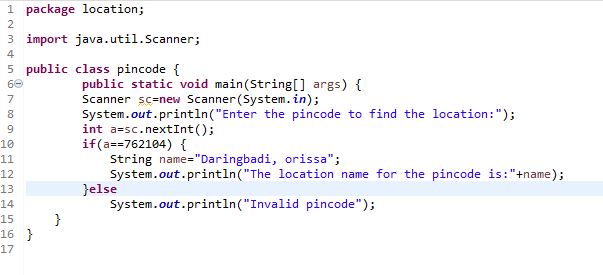 1 package location;
2
3 import java.util.Scanner;
4
5 public class pincode {
6 public static void main(String[] args) {
7 Scanner sc=new Scanner(System.in);
8 System.out.println("Enter the pincode to find the location:");
9 int a=sc.nextInt();
10 if(a==762104) {
11 String name="Daringbadi, orissa";
12 System.out.println("The location name for the pincode is:"+name);
13 }else
14 System.out.println("Invalid pincode");
15 }
16 }
17